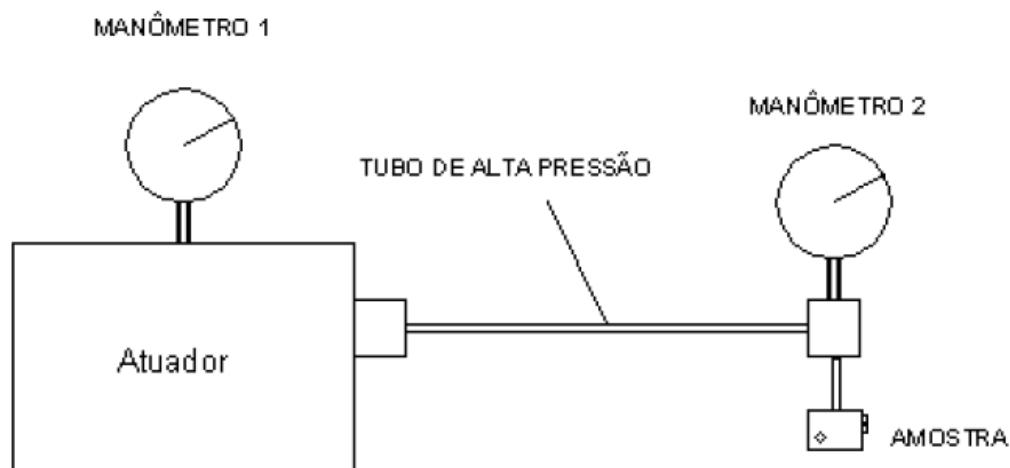 MANÔMETRO 1
MANÔMETRO 2
TUBO DE ALTA PRESSÃO
Atuador
AMOSTRA